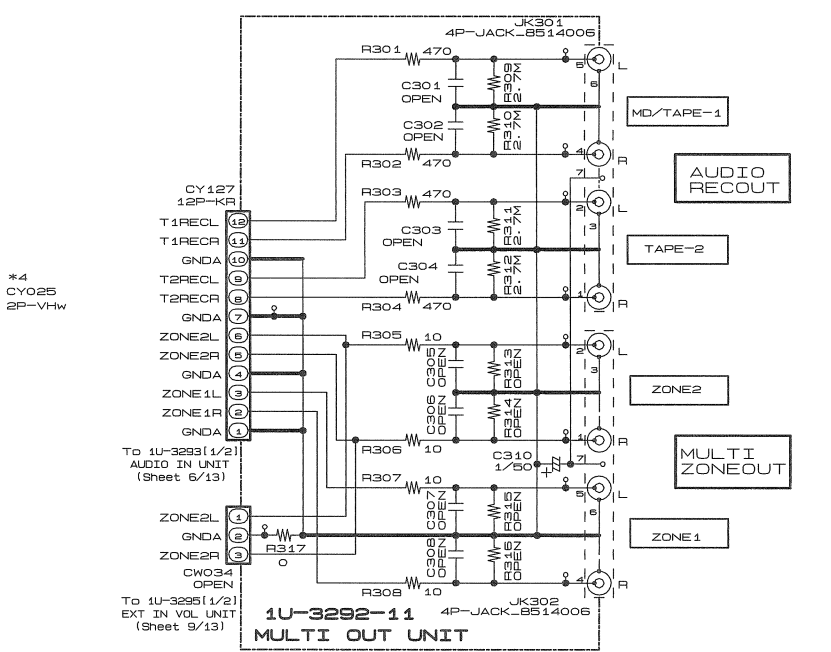 JK301
4P-JACK_8514006
R301 470
C301
OPEN
R309
2.7M
5
L
6
MD/TAPE-1
C302
OPEN
R310
2.7M
R302 470
4
R
7
AUDIO
RECOUT
CY127
12P-KR
R303 470
2
L
T1RECL 12
T1RECR 11
GNDA 10
T2RECL 9
T2RECR 8
GNDA 7
ZONE2L 6
ZONE2R 5
GNDA 4
ZONE1L 3
ZONE1R 2
GNDA 1
C303
OPEN
R311
2.7M
3
TAPE-2
C304
OPEN
R312
2.7M
R304 470
1
R
*4
CY025
2P-VHw
R305 10
2
L
C305
OPEN
R313
OPEN
3
ZONE2
C306
OPEN
R314
OPEN
R306 10
1
R
To 1U-3293[1/2]
AUDIO IN UNIT
(Sheet 6/13)
C310
1/50
+
7
MULTI
ZONEOUT
R307 10
5
L
C307
OPEN
R315
OPEN
6
ZONE1
ZONE2L 1
GNDA 2
ZONE2R 3
R317
0
C308
OPEN
R316
OPEN
CW034
OPEN
R308 10
4
R
To 1U-3295[1/2]
EXT IN VOL UNIT
(Sheet 9/13)
JK302
4P-JACK_8514006
1U-3292-11
MULTI OUT UNIT